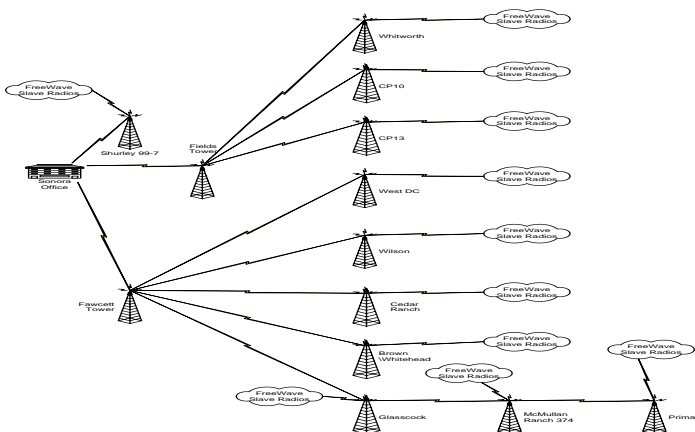 FreeWave
Slave Radios
Whitworth
FreeWave
Slave Radios
CP10
FreeWave
Slave Radios
Shurley 99-7
FreeWave
Slave Radios
CP13
Fields
Tower
Sonora
Office
FreeWave
Slave Radios
West DC
FreeWave
Slave Radios
Wilson
FreeWave
Slave Radios
Cedar
Ranch
Fawcett
Tower
FreeWave
Slave Radios
Brown
Whitehead
FreeWave
Slave Radios
FreeWave
Slave Radios
FreeWave
Slave Radios
Glasscock
McMullan
Ranch 374
Prima